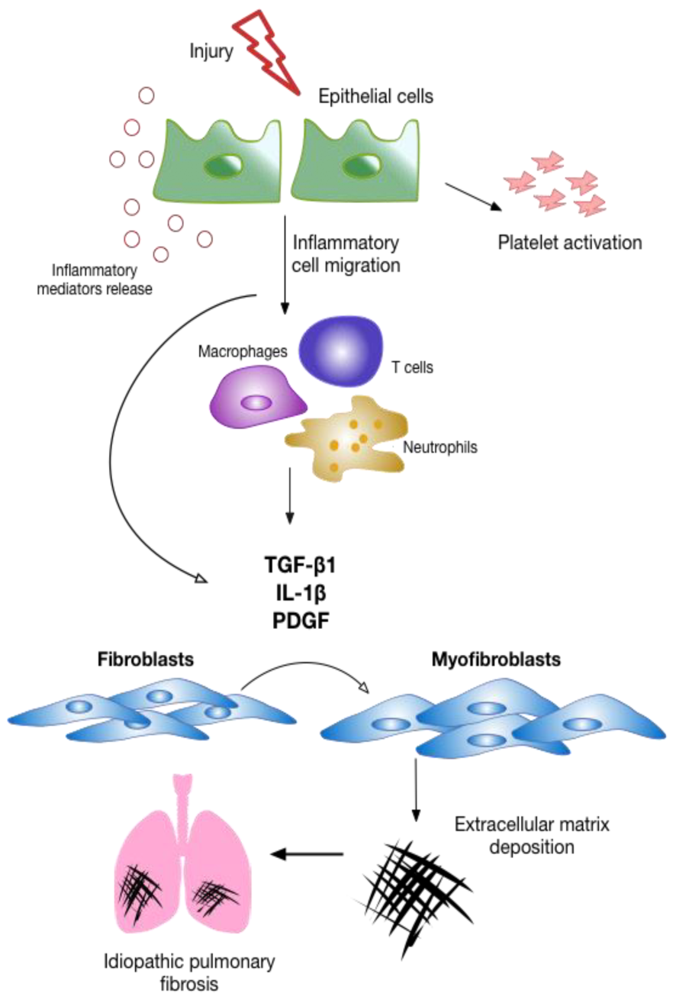 Injury
Epithelial cells
Platelet activation
Inflammatory
cell migration
Inflammatory
mediators release
Macrophages
T cells
Neutrophils
TGF-β1
IL-1β
PDGF
Fibroblasts
Myofibroblasts
Extracellular matrix
deposition
Idiopathic pulmonary
fibrosis